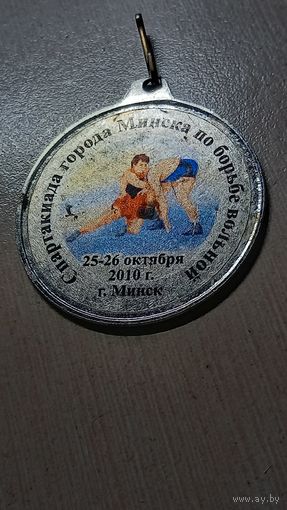 Спартакиада города Минска по борьбе вольной
25-26 октября
2010 г.
г. Минск
www.ay.by